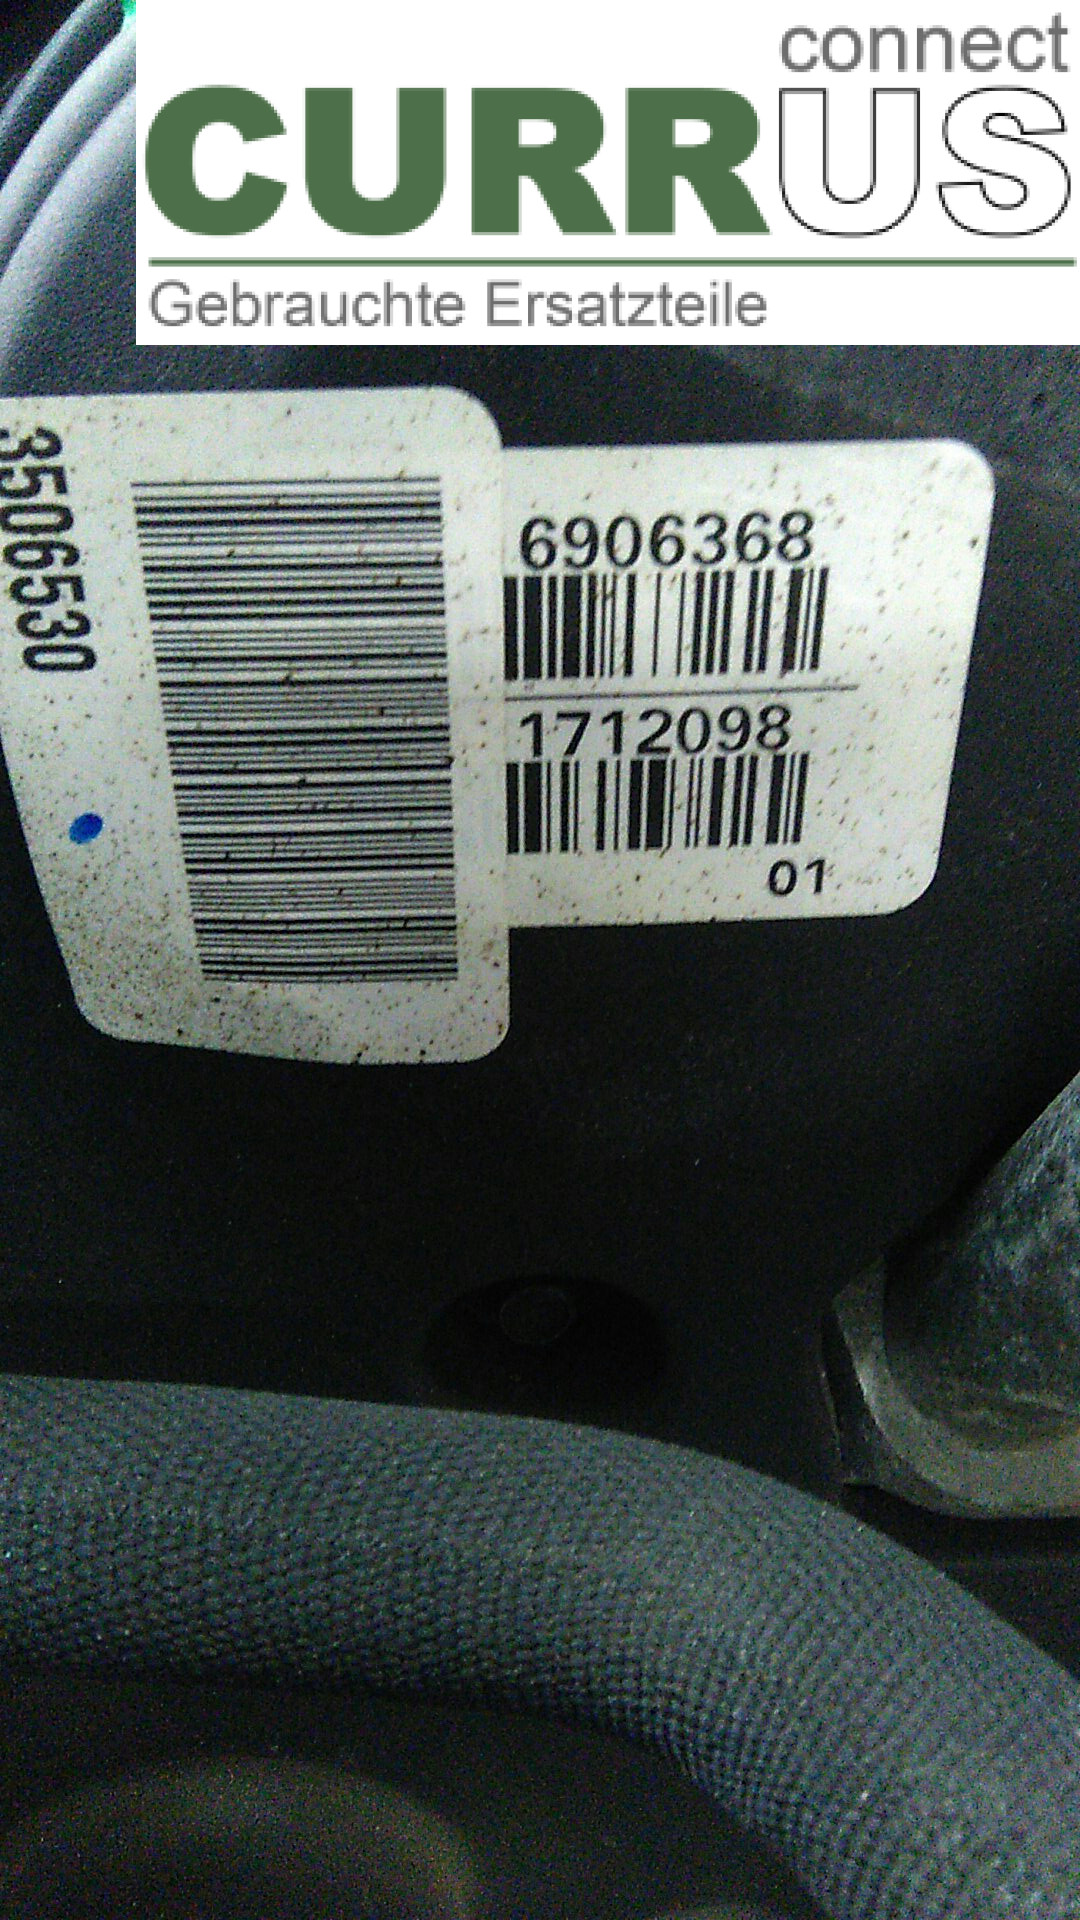 connect
CURRUS
Gebrauchte Ersatzteile
3506530
6906368
1712098
01